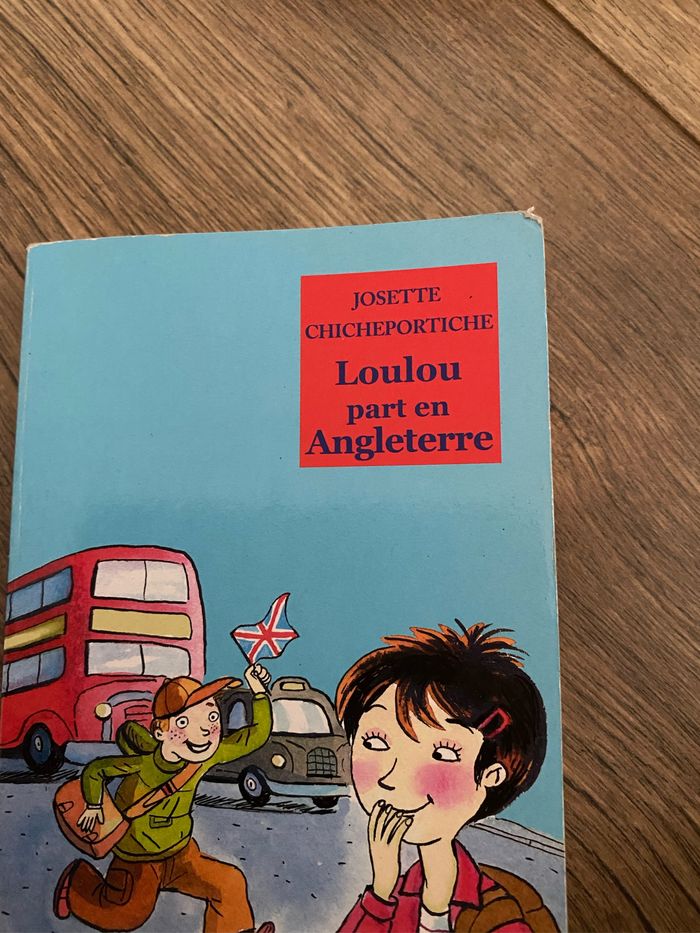 JOSETTE
CHICHEPORTICHE
Loulou
part en
Angleterre